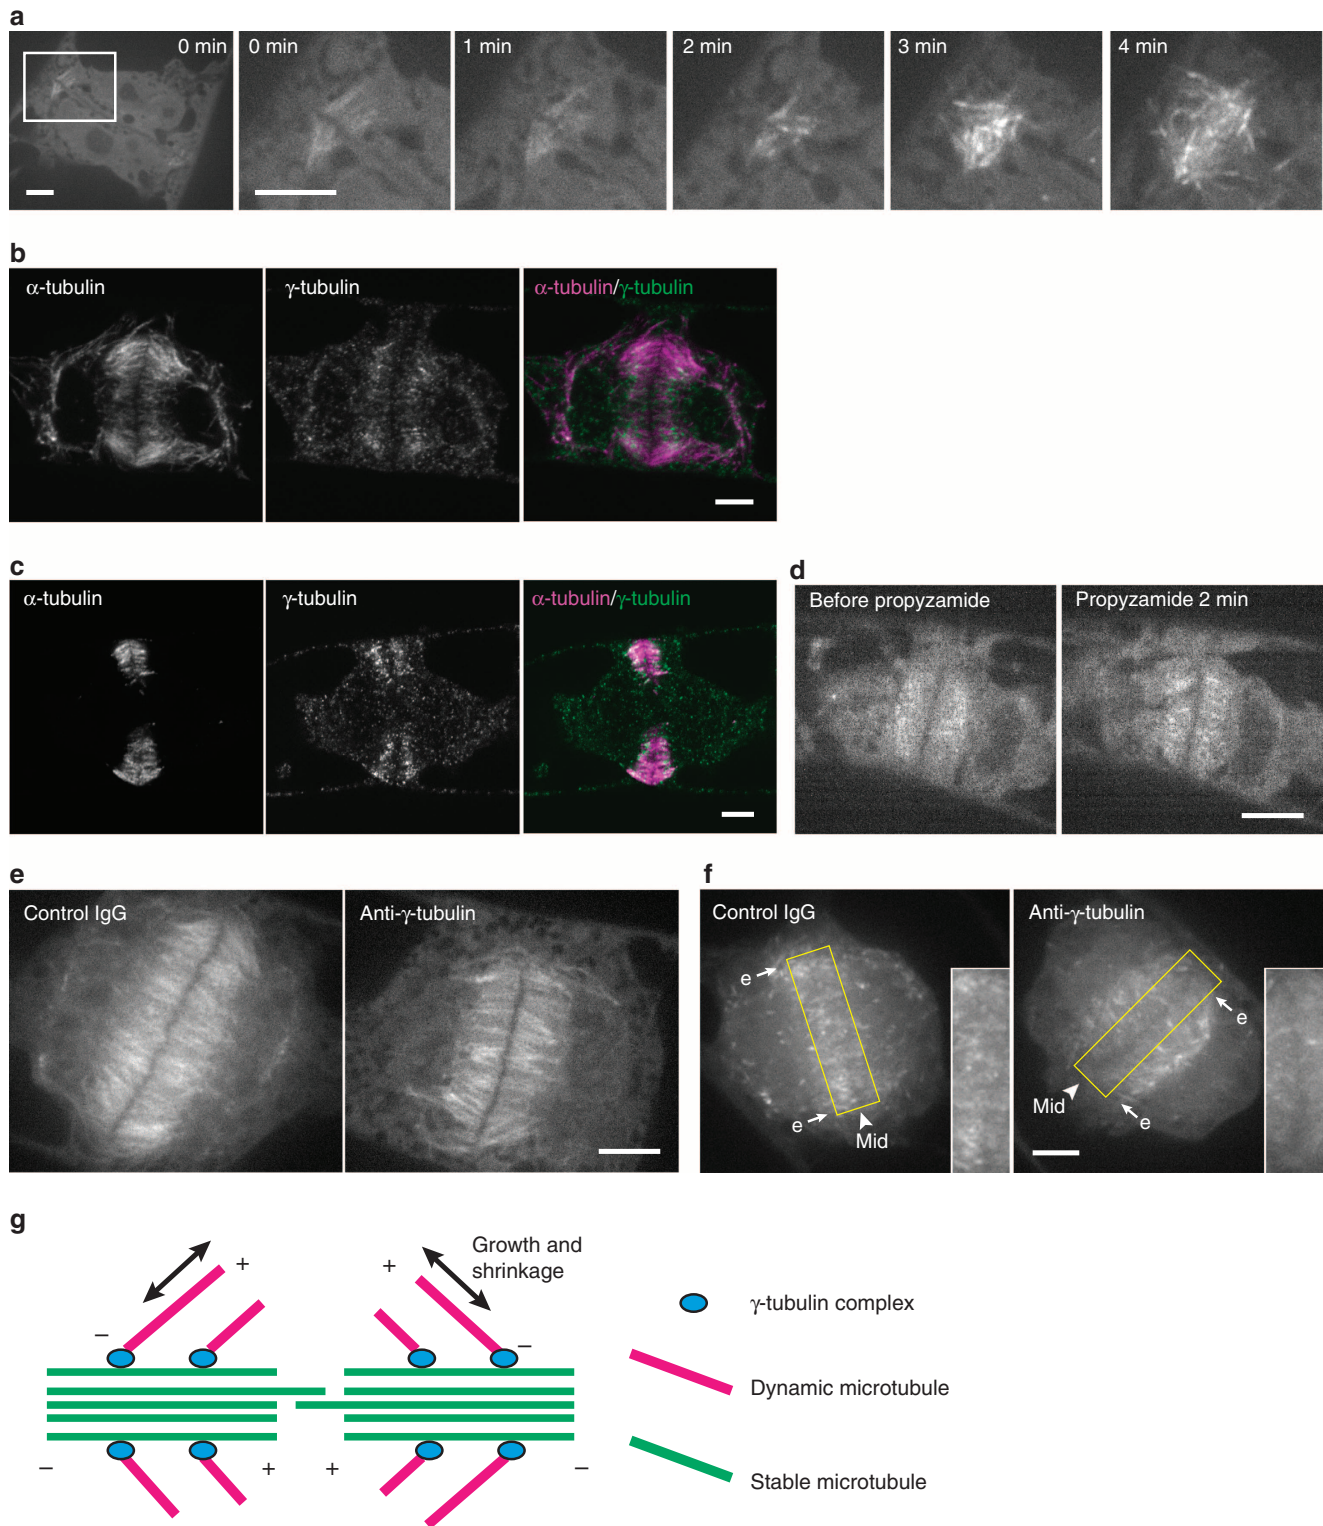 a
0 min
0 min
1 min
2 min
3 min
4 min
b
α-tubulin
γ-tubulin
α-tubulin/γ-tubulin
c
α-tubulin
γ-tubulin
α-tubulin/γ-tubulin
d
Before propyzamide
Propyzamide 2 min
e
Control IgG
Anti-γ-tubulin
f
Control IgG
e
e
Mid
Anti-γ-tubulin
e
Mid
e
g
Growth and
shrinkage
+
+
–
–
–
+
+
–
γ-tubulin complex
Dynamic microtubule
Stable microtubule